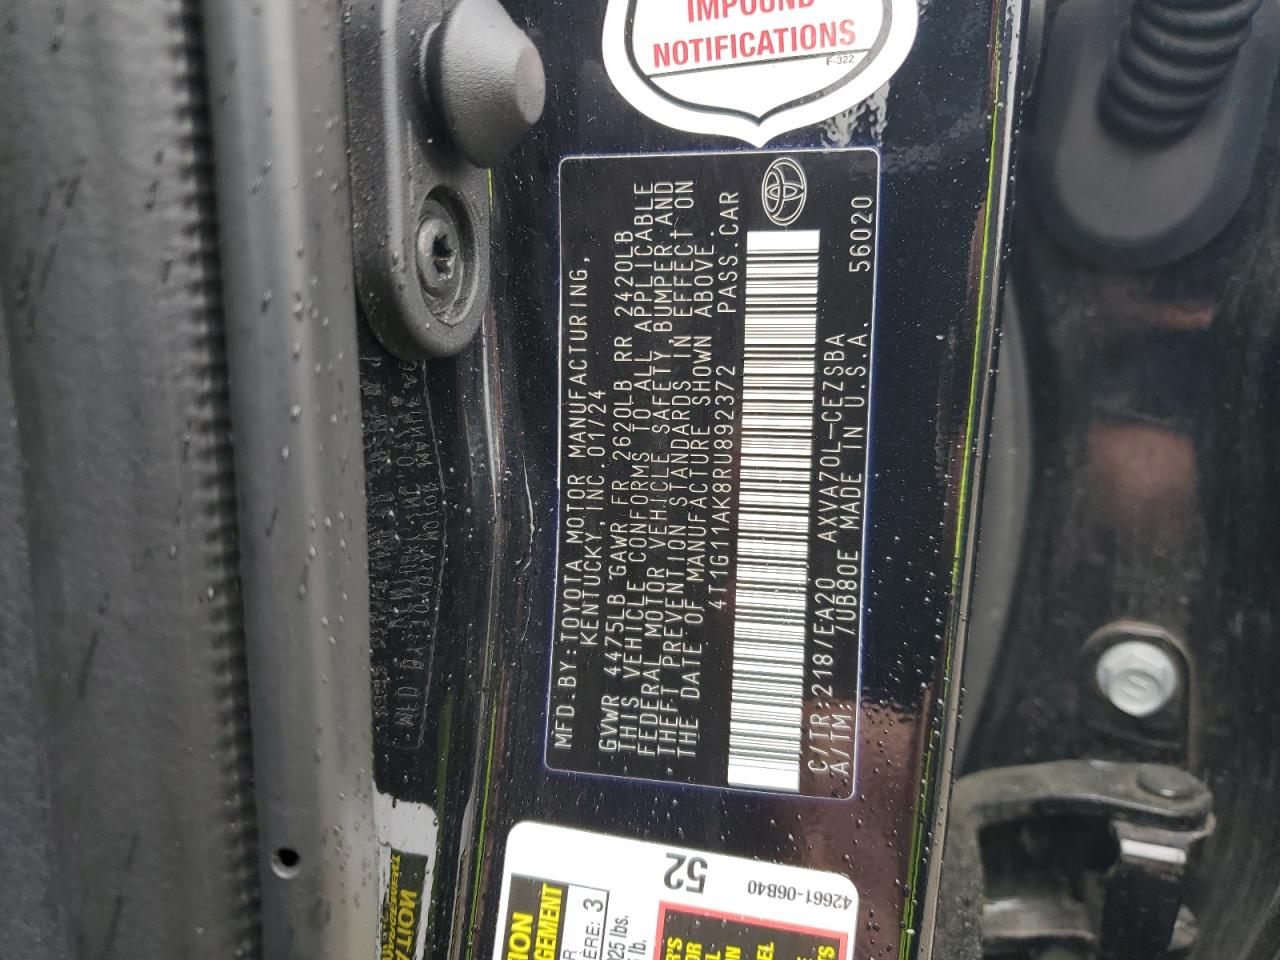 IMPOUND
NOTIFICATIONS
F-322
MFD.BY:TOYOTA MOTOR MANUFACTURING,
KENTUCKY,INC. 01/24
GVWR 4475LB GAWR FR 2620LB RR 2420LB
THIS VEHICLE CONFORMS TO ALL APPLICABLE
FEDERAL MOTOR VEHICLE SAFETY,BUMPER AND
THEFT PREVENTION STANDARDS IN EFFECT ON
THE DATE OF MANUFACTURE SHOWN ABOVE.
4T1G11AK8RU892372 PASS.CAR
C/TR:218/EA20 AXVA70L-CEZSBA 56020
A/TM: /UB80E MADE IN U.S.A.
52
42661-06B40